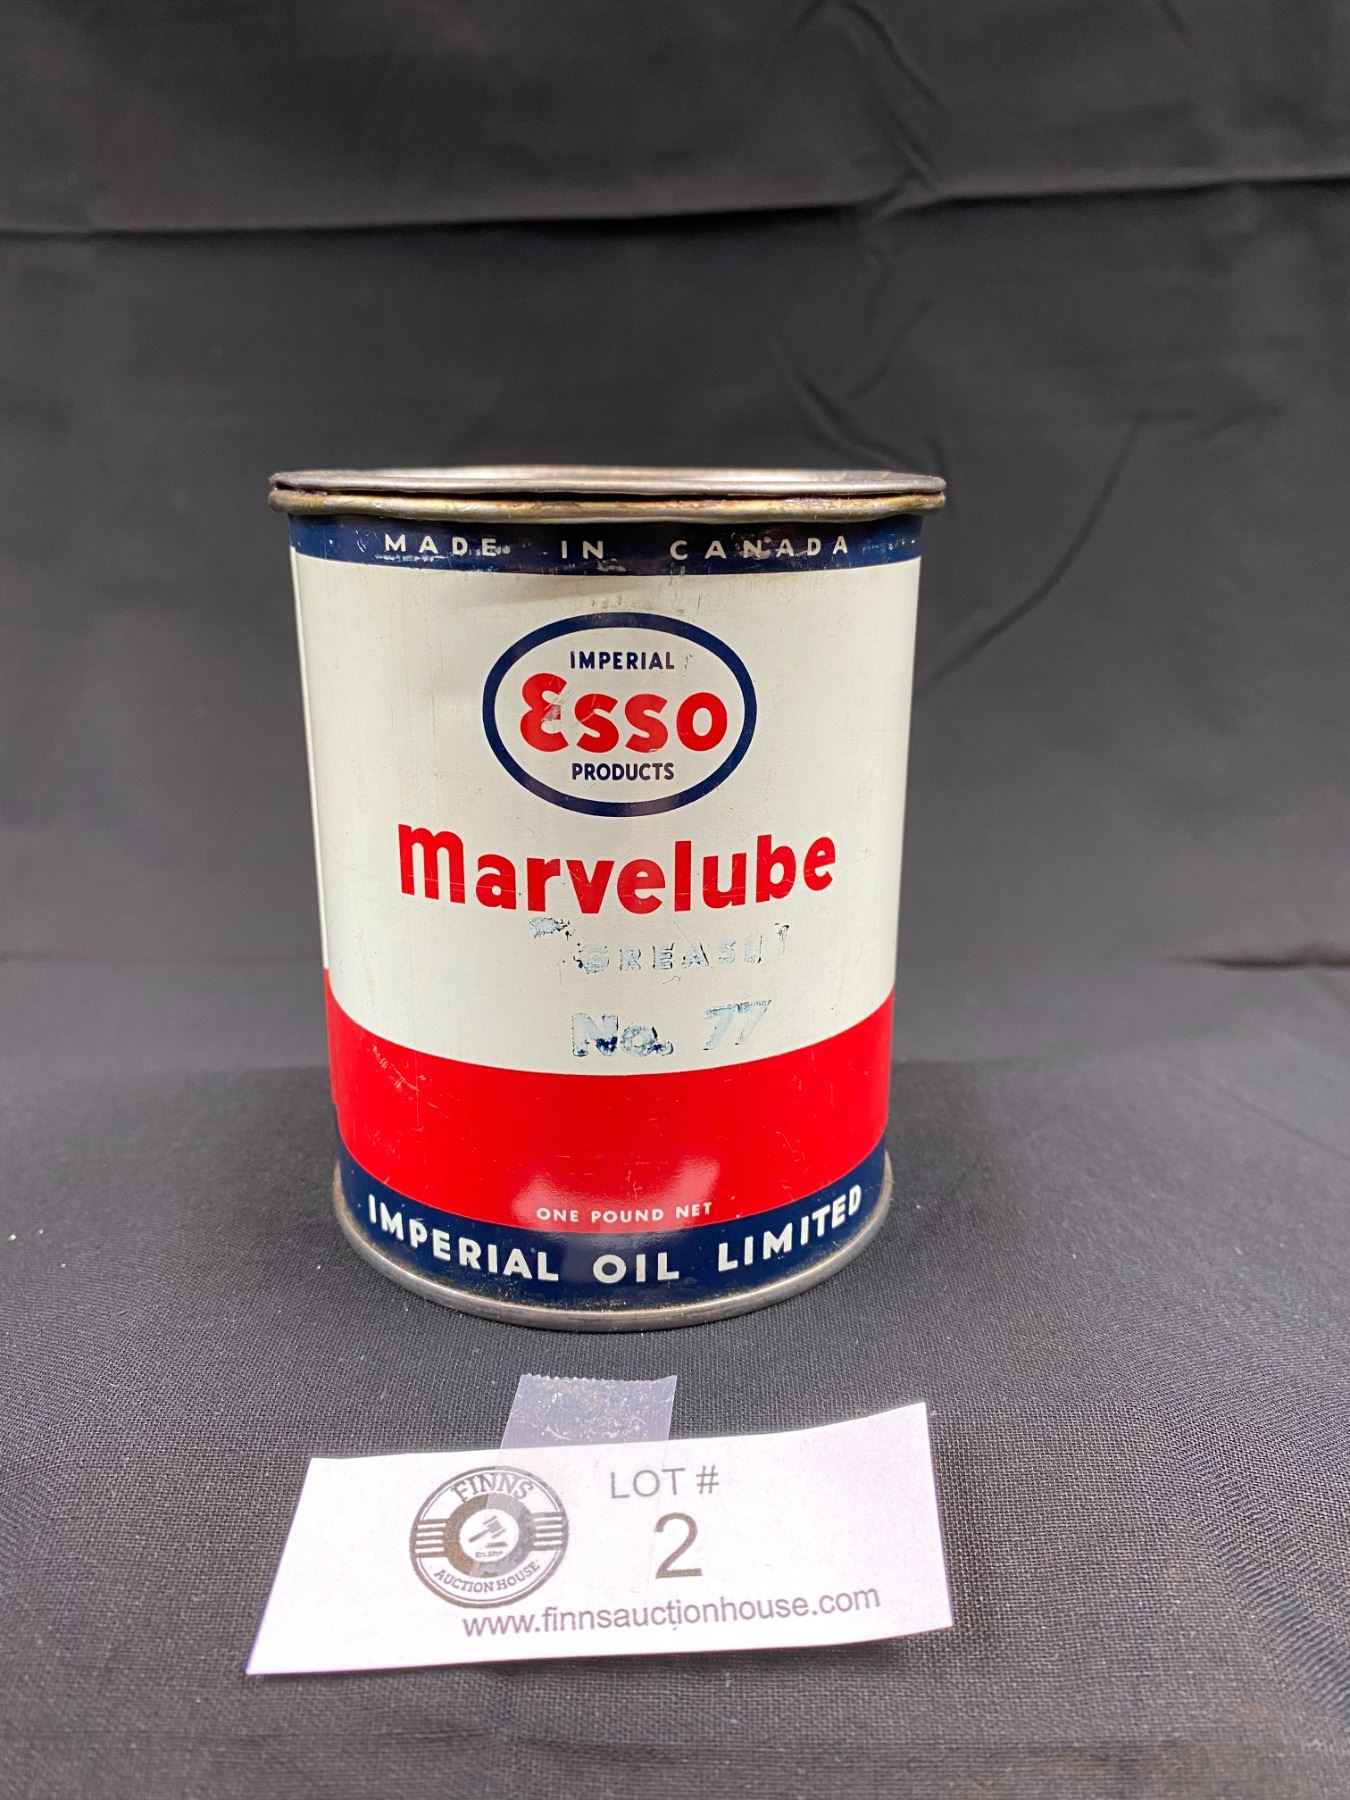 MADE IN CANADA
IMPERIAL
Esso
PRODUCTS
Marvelube
GREASE
No. 77
ONE POUND NET
IMPERIAL OIL LIMITED
FINNS
AUCTION HOUSE
LOT #
2
www.finnsauctionhouse.com